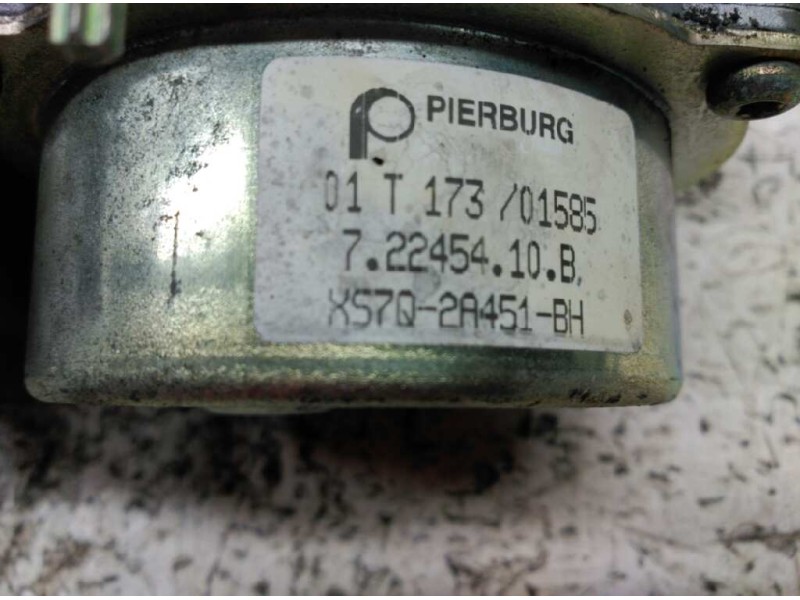 PIERBURG
01 T 173 /01585
7.22454.10.B.
XS7Q-2A451-BH